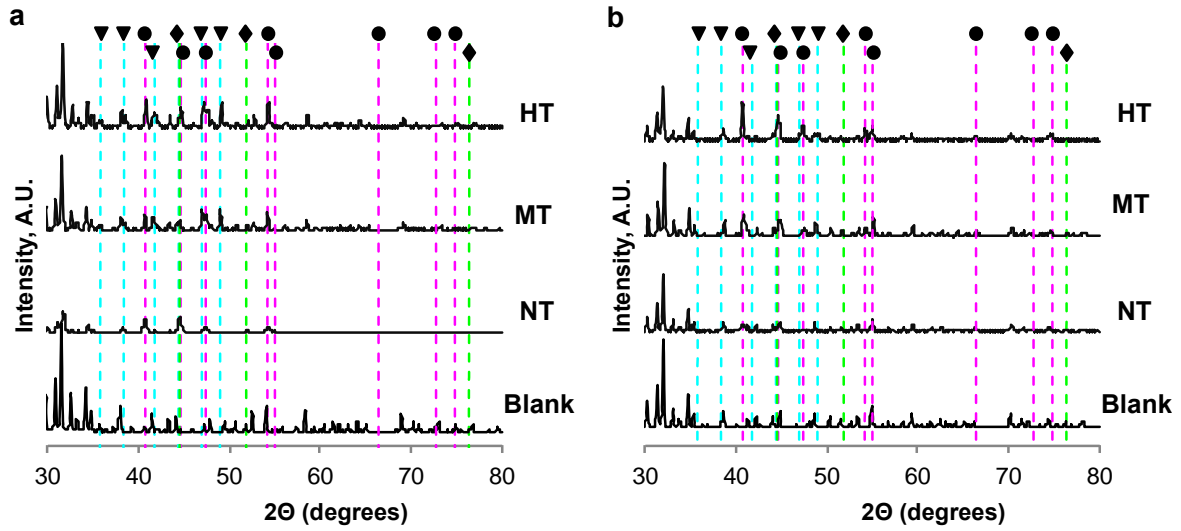 a
Intensity, A.U.
HT
MT
NT
Blank
30 40 50 60 70 80
2Θ (degrees)
b
Intensity, A.U.
HT
MT
NT
Blank
30 40 50 60 70 80
2Θ (degrees)